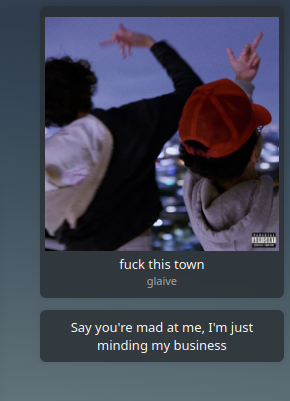 PARENTAL
ADVISORY
EXPLICIT CONTENT
fuck this town
glaive
Say you're mad at me, I'm just
minding my business